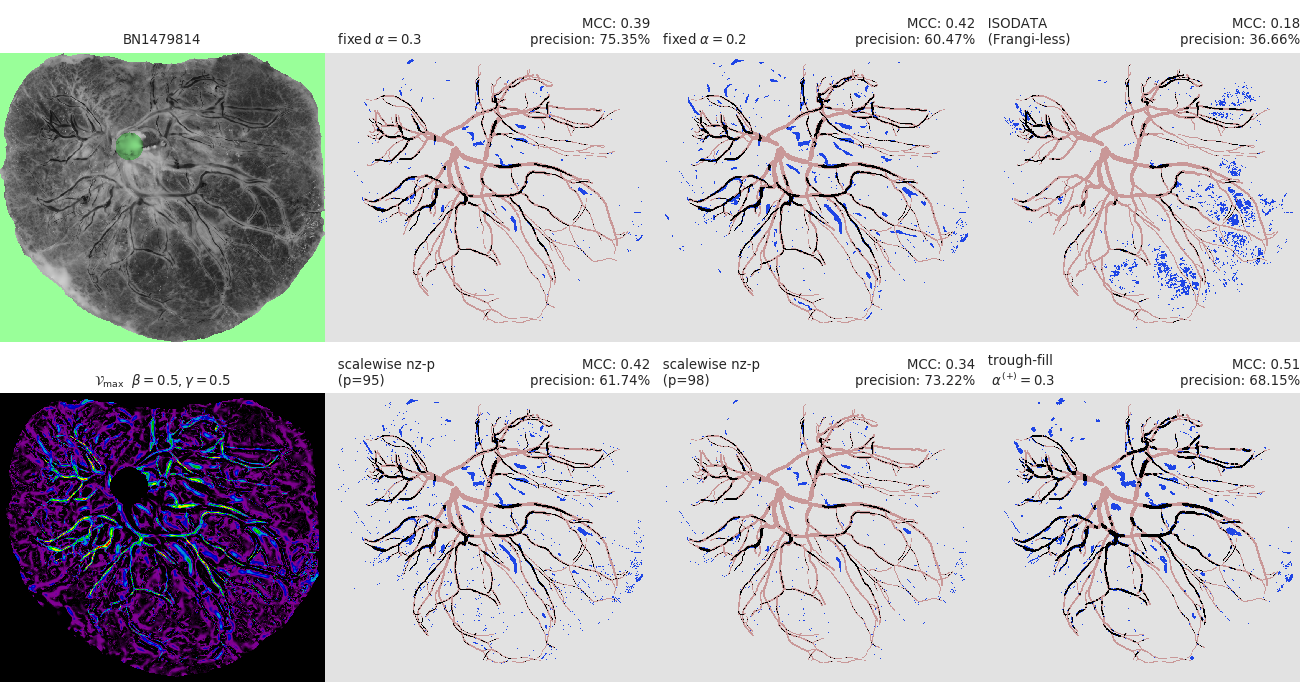 BN1479814
fixed α = 0.3
MCC: 0.39
precision: 75.35%
fixed α = 0.2
MCC: 0.42
precision: 60.47%
ISODATA
(Frangi-less)
MCC: 0.18
precision: 36.66%
𝒱max β = 0.5, γ = 0.5
scalewise nz-p
(p=95)
MCC: 0.42
precision: 61.74%
scalewise nz-p
(p=98)
MCC: 0.34
precision: 73.22%
trough-fill
α(+) = 0.3
MCC: 0.51
precision: 68.15%